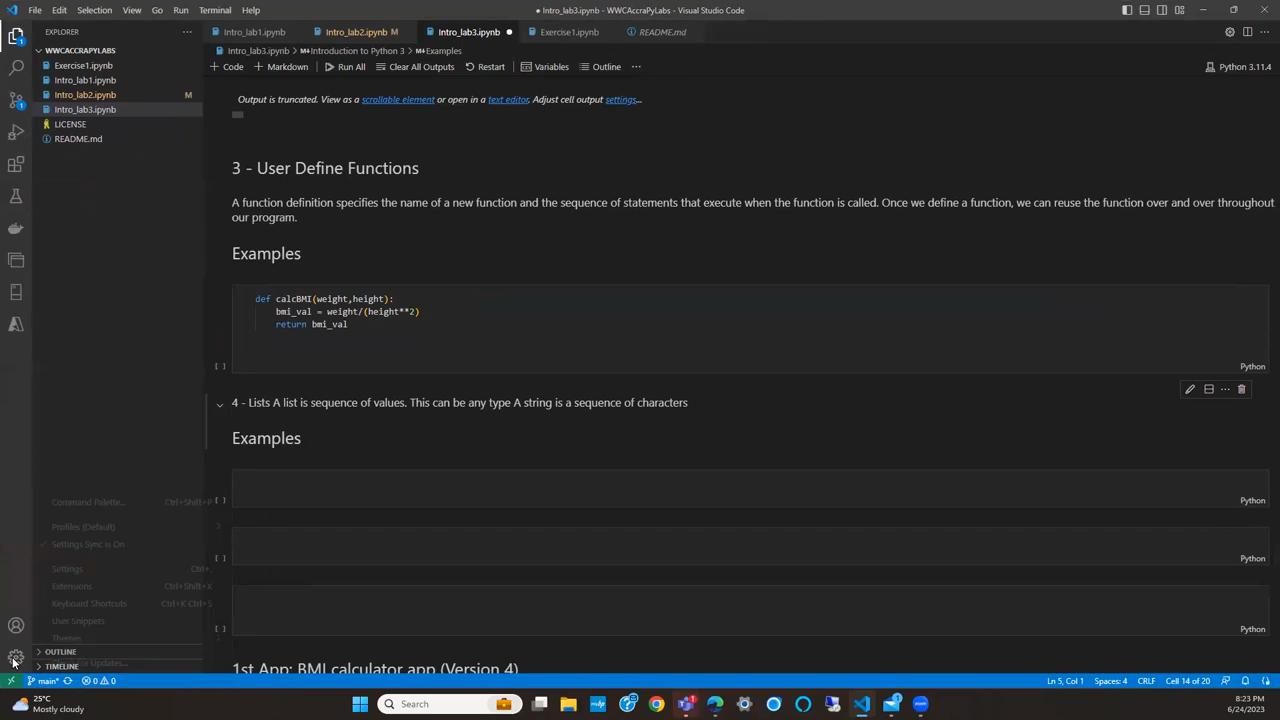 File Edit Selection View Go Run Terminal Help
● Intro_lab3.ipynb - WWCAccraPyLabs - Visual Studio Code
EXPLORER
WWCACCRAPYLABS
Exercise1.ipynb
Intro_lab1.ipynb
Intro_lab2.ipynb M
Intro_lab3.ipynb
LICENSE
README.md
Intro_lab1.ipynb Intro_lab2.ipynb M Intro_lab3.ipynb ● Exercise1.ipynb README.md
Intro_lab3.ipynb > Introduction to Python 3 > Examples
+ Code + Markdown Run All Clear All Outputs Restart Variables Outline ...
Python 3.11.4
Output is truncated. View as a scrollable element or open in a text editor. Adjust cell output settings...
3 - User Define Functions
A function definition specifies the name of a new function and the sequence of statements that execute when the function is called. Once we define a function, we can reuse the function over and over throughout
our program.
Examples
def calcBMI(weight,height):
bmi_val = weight/(height**2)
return bmi_val
[ ] Python
4 - Lists A list is sequence of values. This can be any type A string is a sequence of characters
Examples
[ ] Python
[ ] Python
[ ] Python
1st App: BMI calculator app (Version 4)
Command Palette... Ctrl+Shift+P
Profiles (Default)
Settings Sync is On
Settings Ctrl+,
Extensions Ctrl+Shift+X
Keyboard Shortcuts Ctrl+K Ctrl+S
User Snippets
Themes
OUTLINE
TIMELINE
main* 0 0
Ln 5, Col 1 Spaces: 4 CRLF Cell 14 of 20
25°C
Mostly cloudy
Search
8:23 PM
6/24/2023